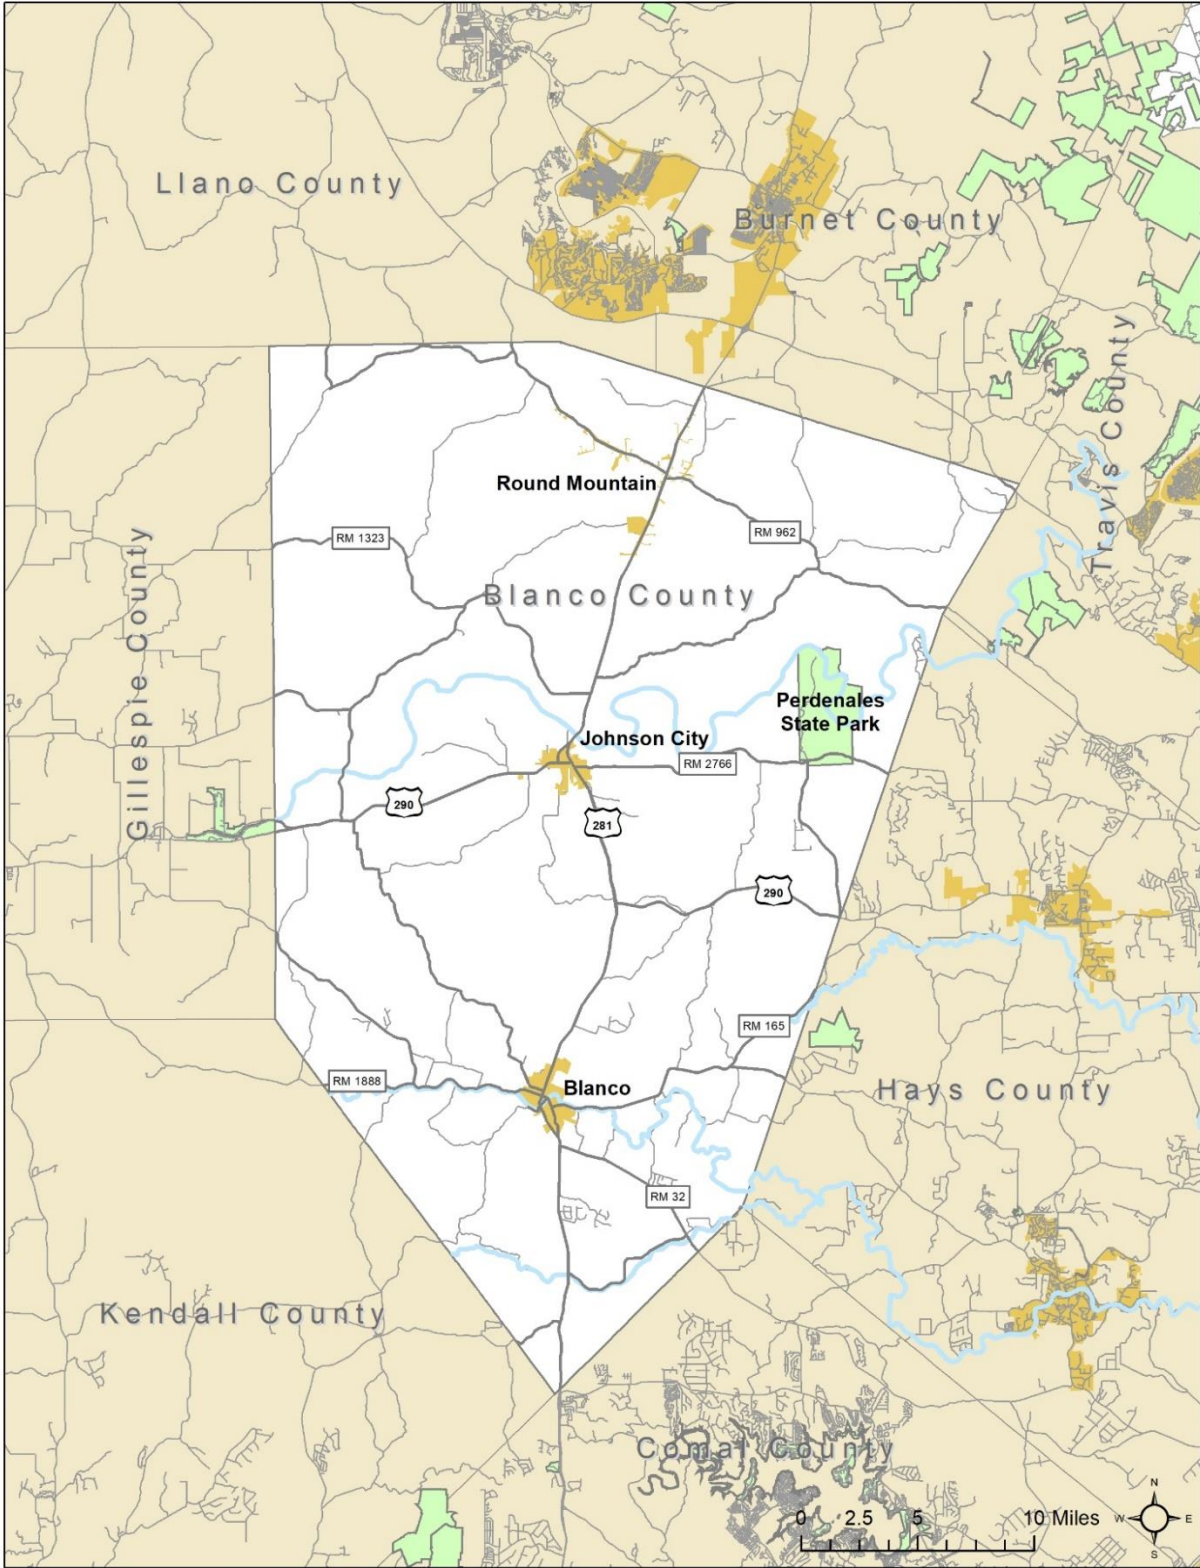 Llano County
Burnet County
Travis County
Round Mountain
RM 1323
RM 962
Blanco County
Gillespie County
Perdenales
State Park
Johnson City
RM 2766
290
281
290
RM 165
RM 1888
Blanco
Hays County
RM 32
Kendall County
Comal County
0 2.5 5 10 Miles
N
W E
S